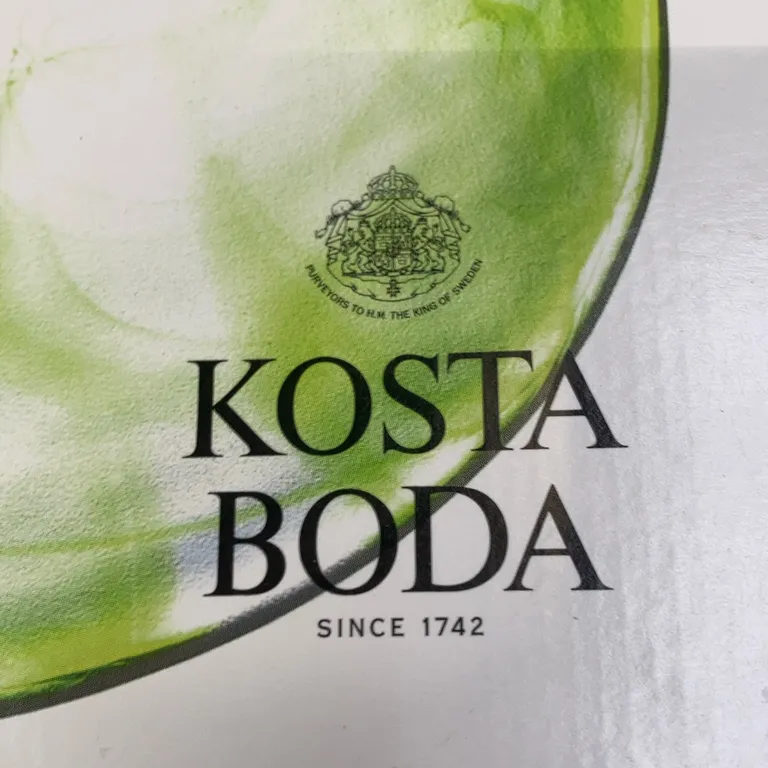 PURVEYORS TO H.M. THE KING OF SWEDEN
KOSTA
BODA
SINCE 1742